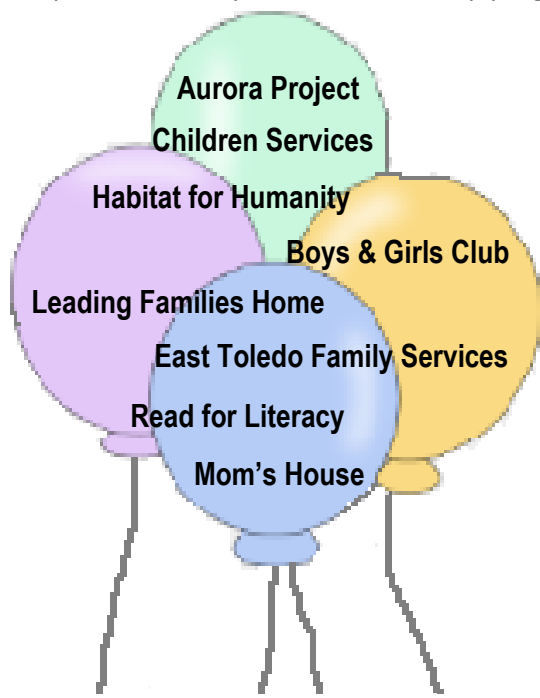 Aurora Project
Children Services
Habitat for Humanity
Boys & Girls Club
Leading Families Home
East Toledo Family Services
Read for Literacy
Mom's House